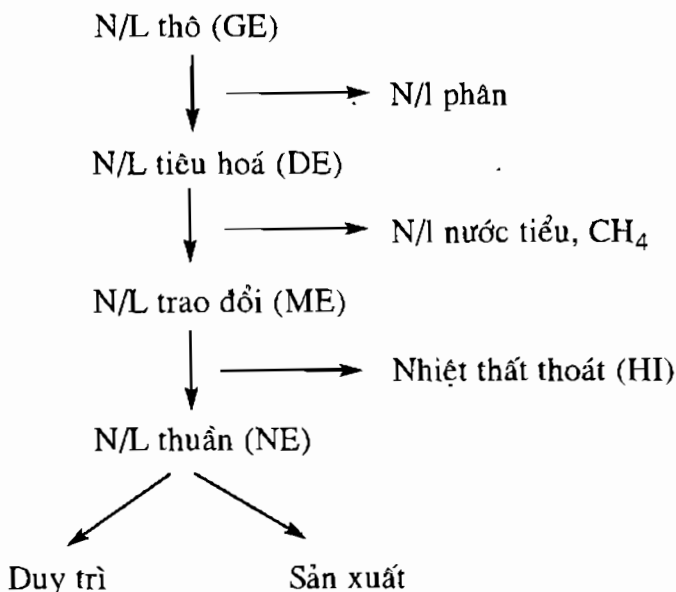 N/L thô (GE)
N/l phân
N/L tiêu hoá (DE)
N/l nước tiểu, CH₄
N/L trao đổi (ME)
Nhiệt thất thoát (HI)
N/L thuần (NE)
Duy trì Sản xuất